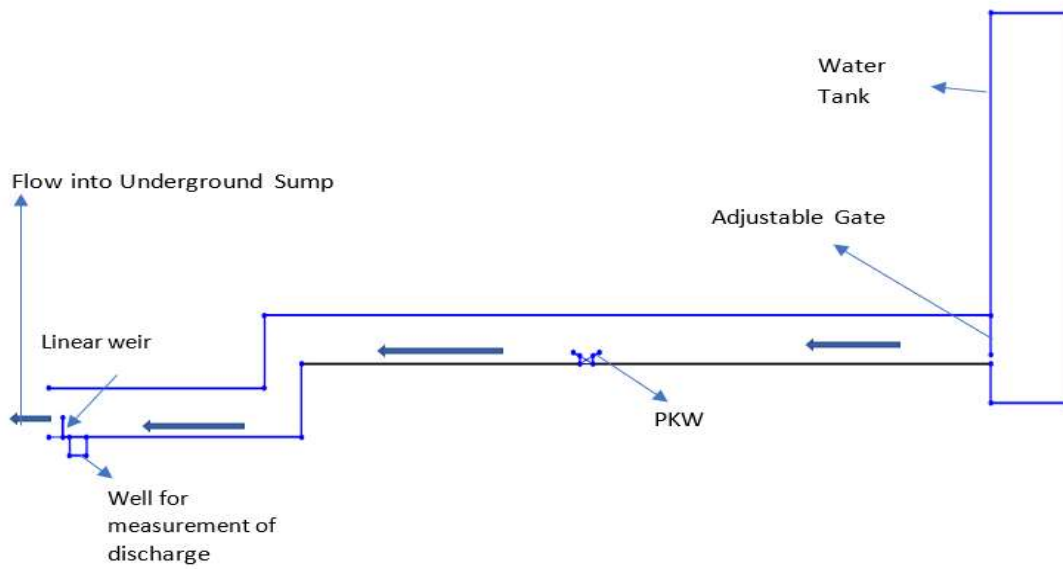 Water
Tank
Flow into Underground Sump
Adjustable Gate
Linear weir
PKW
Well for
measurement of
discharge